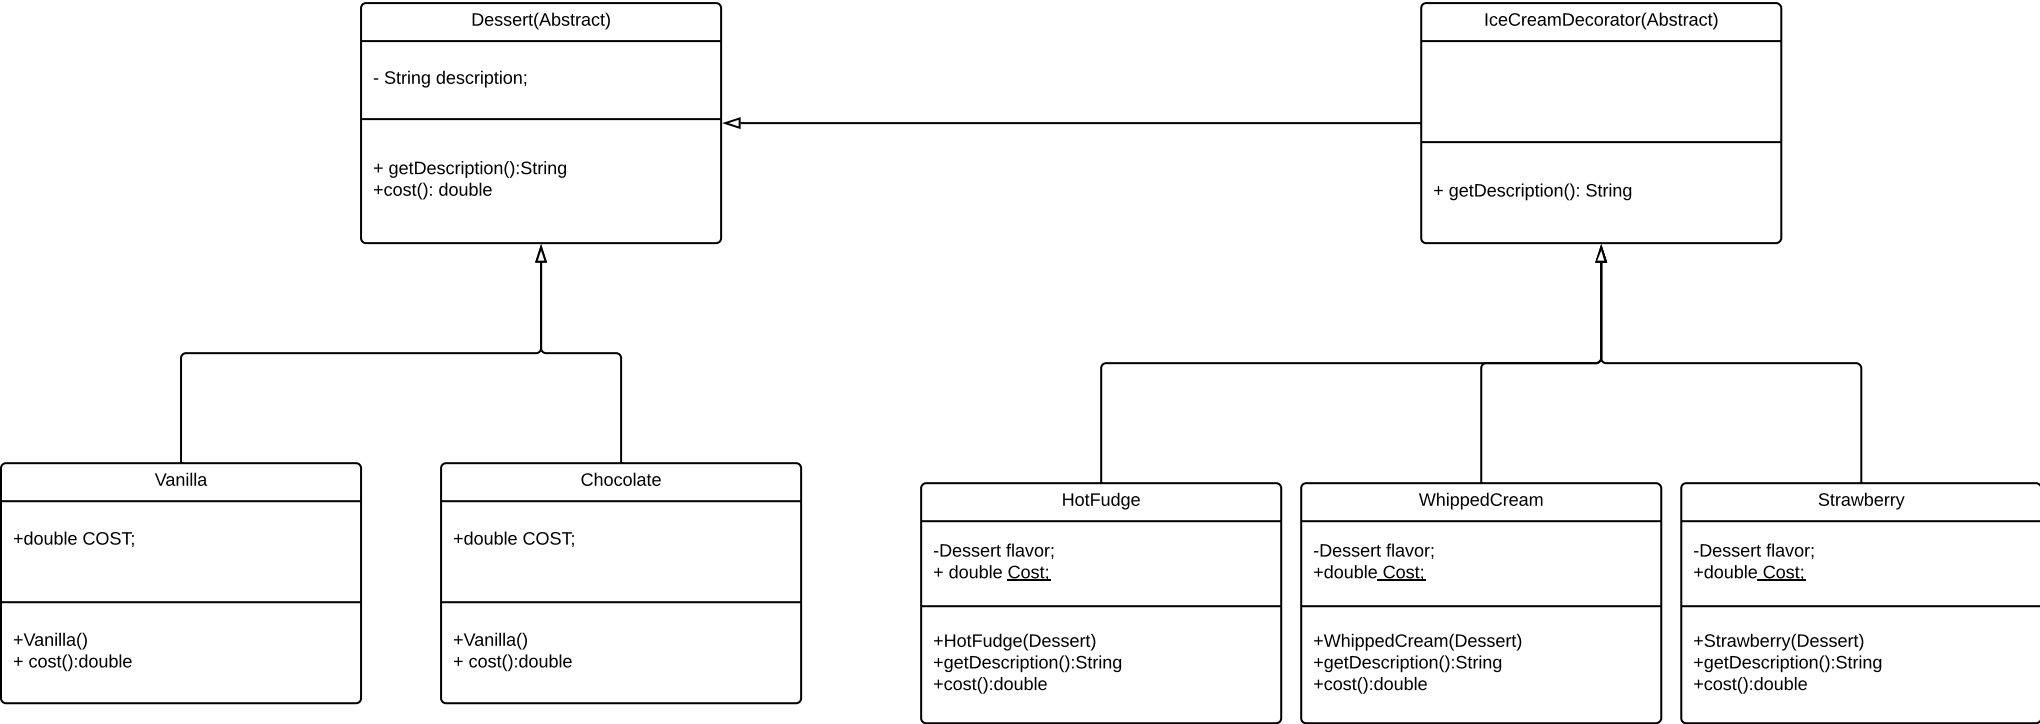 Dessert(Abstract)
- String description;
+ getDescription():String
+cost(): double
IceCreamDecorator(Abstract)
+ getDescription(): String
Vanilla
+double COST;
+Vanilla()
+ cost():double
Chocolate
+double COST;
+Vanilla()
+ cost():double
HotFudge
-Dessert flavor;
+ double Cost;
+HotFudge(Dessert)
+getDescription():String
+cost():double
WhippedCream
-Dessert flavor;
+double Cost;
+WhippedCream(Dessert)
+getDescription():String
+cost():double
Strawberry
-Dessert flavor;
+double Cost;
+Strawberry(Dessert)
+getDescription():String
+cost():double